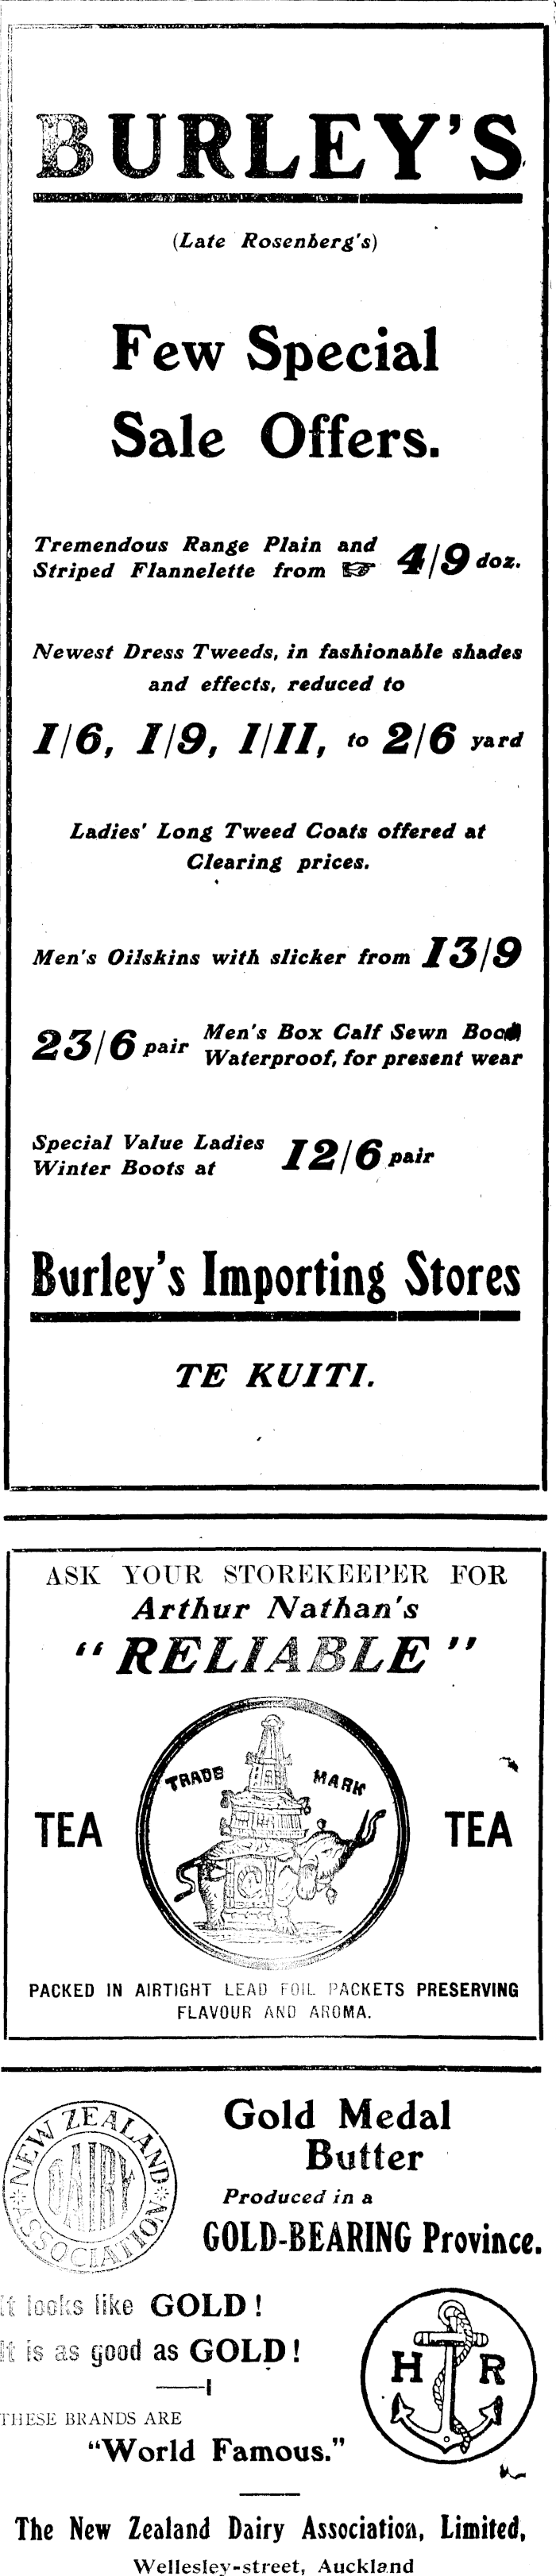 BURLEY'S
(Late Rosenberg's)
Few Special
Sale Offers.
Tremendous Range Plain and
Striped Flannelette from ☞ 4/9 doz.
Newest Dress Tweeds, in fashionable shades
and effects, reduced to
1/6, 1/9, 1/11, to 2/6 yard
Ladies' Long Tweed Coats offered at
Clearing prices.
Men's Oilskins with slicker from 13/9
23/6 pair Men's Box Calf Sewn
Waterproof, for present wear
Special Value Ladies
Winter Boots at 12/6 pair
Burley's Importing Stores
TE KUITI.
ASK YOUR STOREKEEPER FOR
Arthur Nathan's
"RELIABLE"
TRADE MARK
TEA TEA
PACKED IN AIRTIGHT LEAD FOIL PACKETS PRESERVING
FLAVOUR AND AROMA.
NEW ZEALAND
DAIRY
ASSOCIATION
Gold Medal
Butter
Produced in a
GOLD-BEARING Province.
It looks like GOLD!
It is as good as GOLD!
THESE BRANDS ARE
"World Famous."
H R
The New Zealand Dairy Association, Limited,
Wellesley-street, Auckland